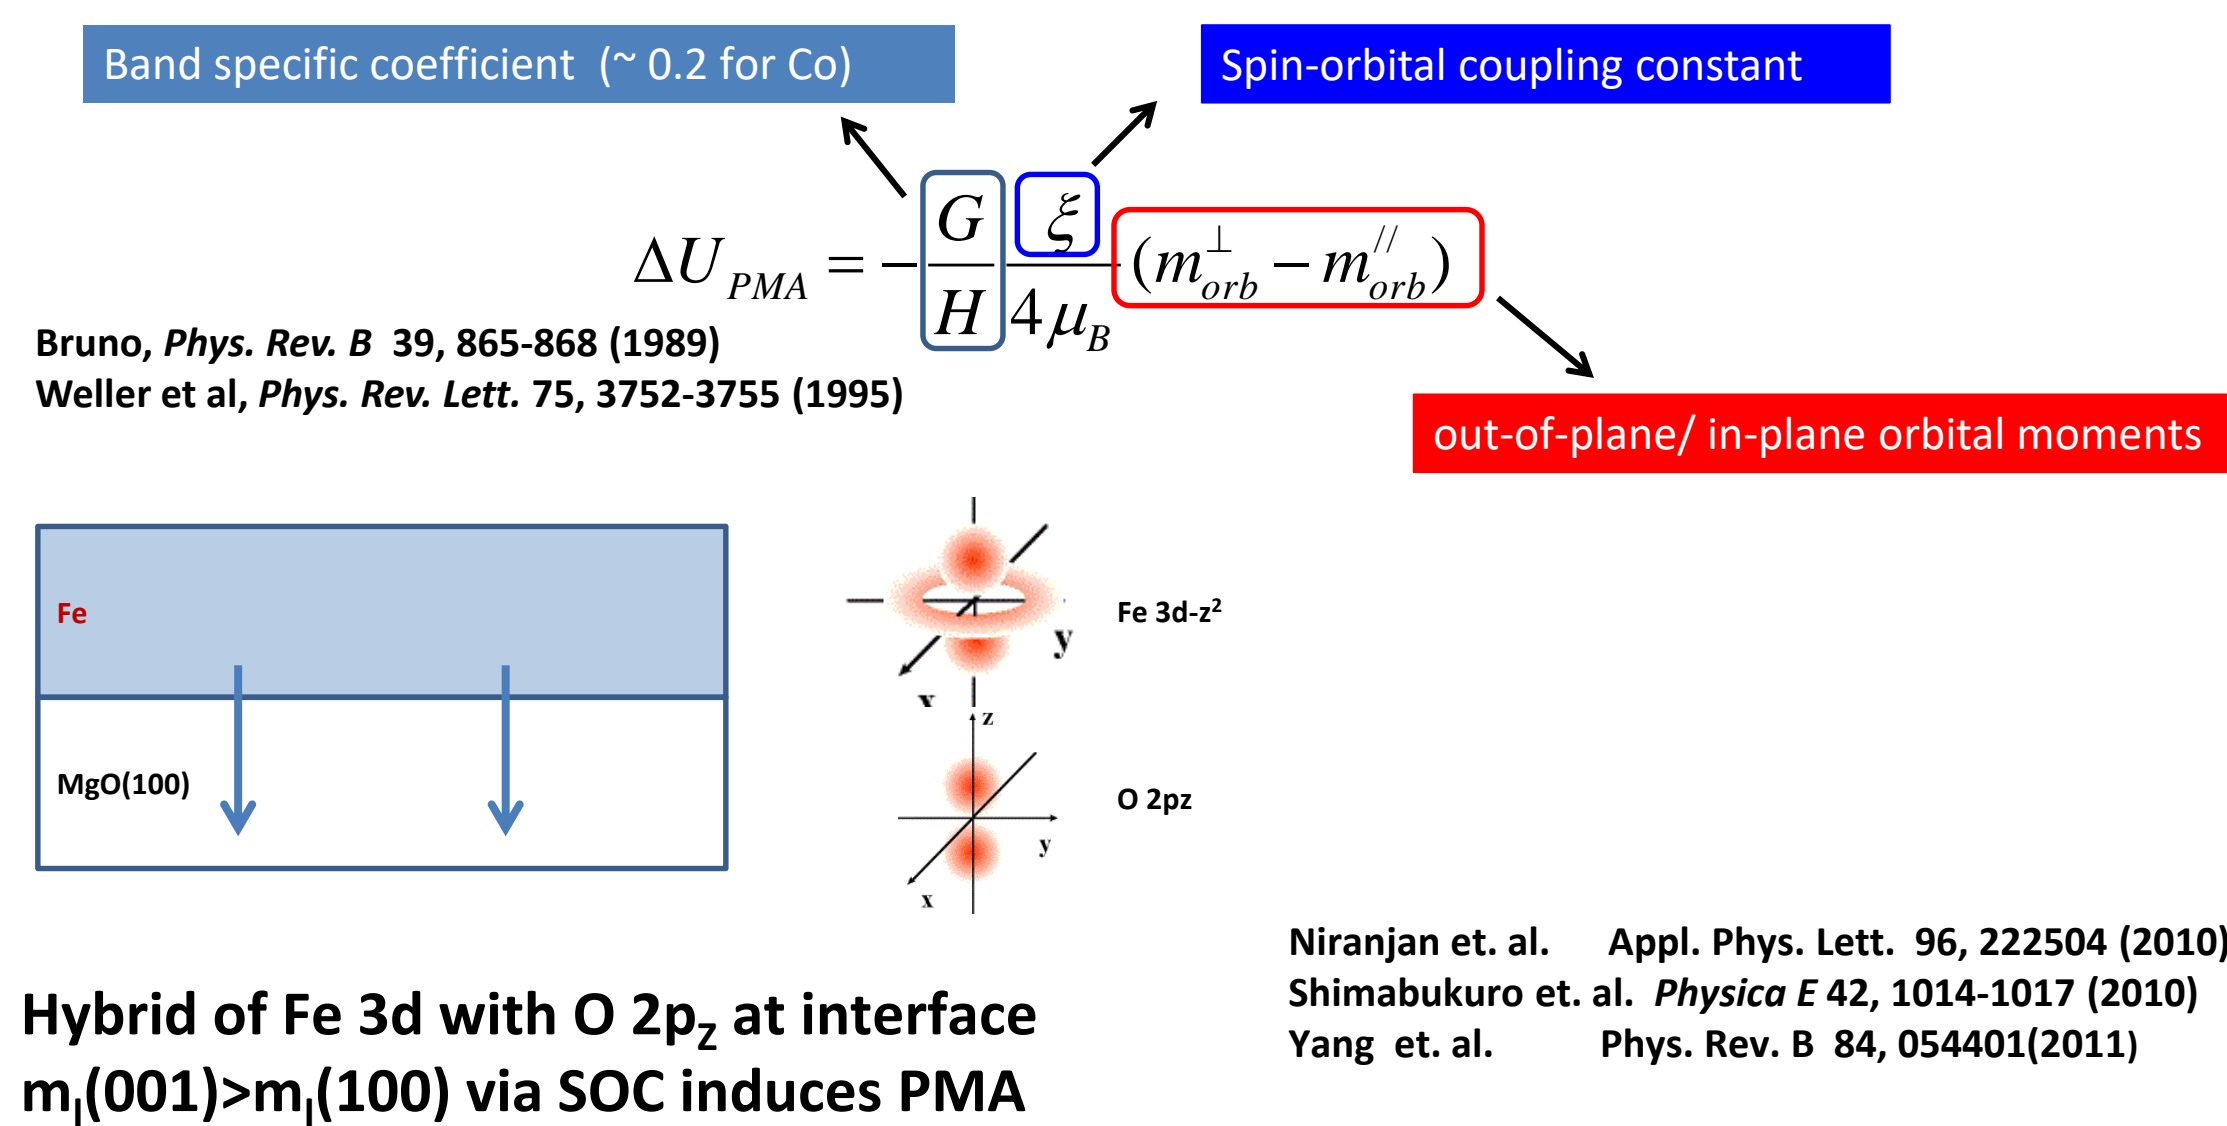 Band specific coefficient (~ 0.2 for Co)
Spin-orbital coupling constant
ΔU_PMA = − G/H ξ/4μ_B (m_orb^⊥ − m_orb^//)
Bruno, Phys. Rev. B 39, 865-868 (1989)
Weller et al, Phys. Rev. Lett. 75, 3752-3755 (1995)
out-of-plane/ in-plane orbital moments
Fe
MgO(100)
y
x
Fe 3d-z²
z
y
x
O 2pz
Niranjan et. al. Appl. Phys. Lett. 96, 222504 (2010)
Shimabukuro et. al. Physica E 42, 1014-1017 (2010)
Yang et. al. Phys. Rev. B 84, 054401(2011)
Hybrid of Fe 3d with O 2p_Z at interface
m_l(001)>m_l(100) via SOC induces PMA